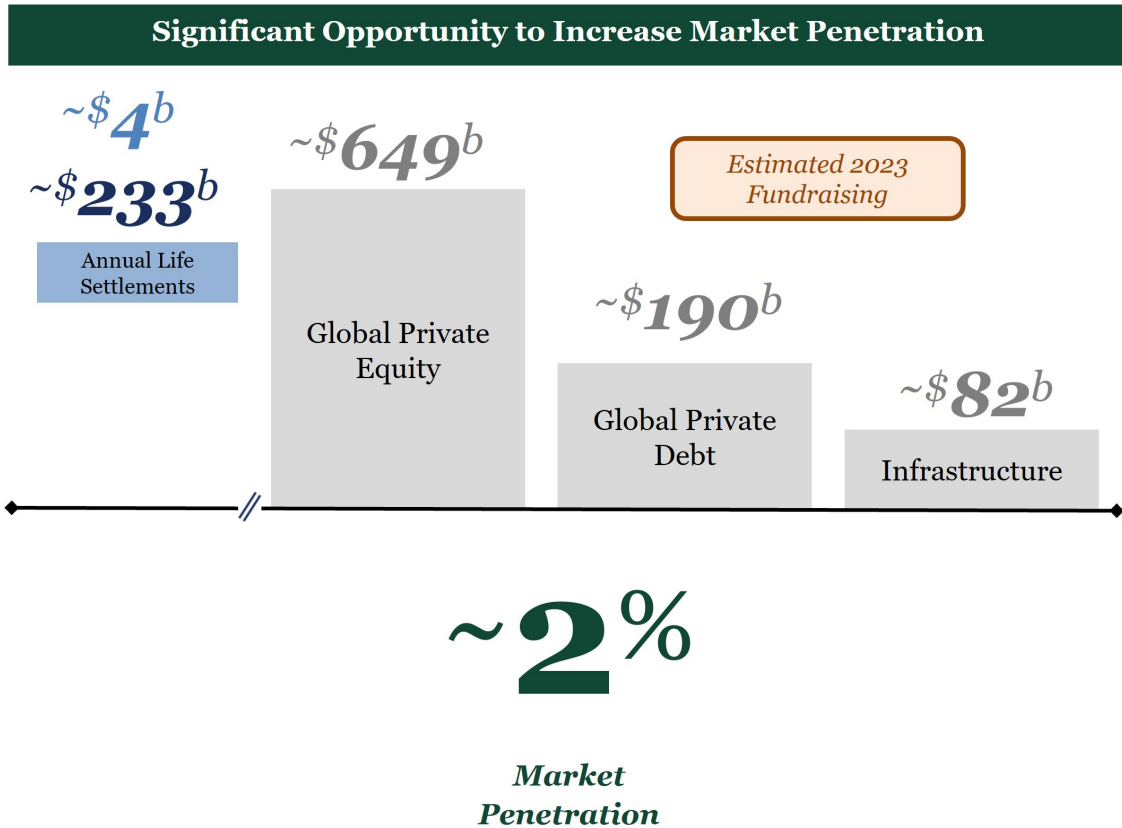 Significant Opportunity to Increase Market Penetration
~$4b
~$233b
Annual Life
Settlements
~$649b
Global Private
Equity
Estimated 2023
Fundraising
~$190b
Global Private
Debt
~$82b
Infrastructure
~2%
Market
Penetration